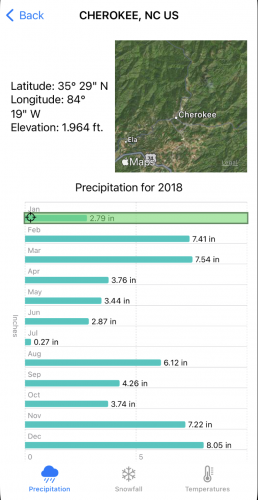 Back
CHEROKEE, NC US
Latitude: 35° 29" N
Longitude: 84°
19" W
Elevation: 1.964 ft.
Cherokee
Ela
Maps
Precipitation for 2018
Inches
Jan
2.79 in
Feb
7.41 in
Mar
7.54 in
Apr
3.76 in
May
3.44 in
Jun
2.87 in
Jul
0.27 in
Aug
6.12 in
Sep
4.26 in
Oct
3.74 in
Nov
7.22 in
Dec
8.05 in
0
5
Precipitation
Snowfall
Temperatures